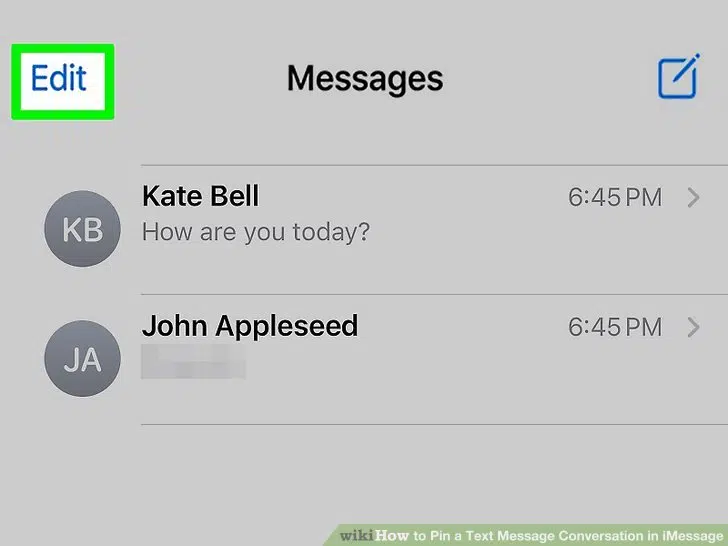 Edit
Messages
Kate Bell
6:45 PM
KB
How are you today?
John Appleseed
6:45 PM
JA
wikiHow to Pin a Text Message Conversation in iMessage